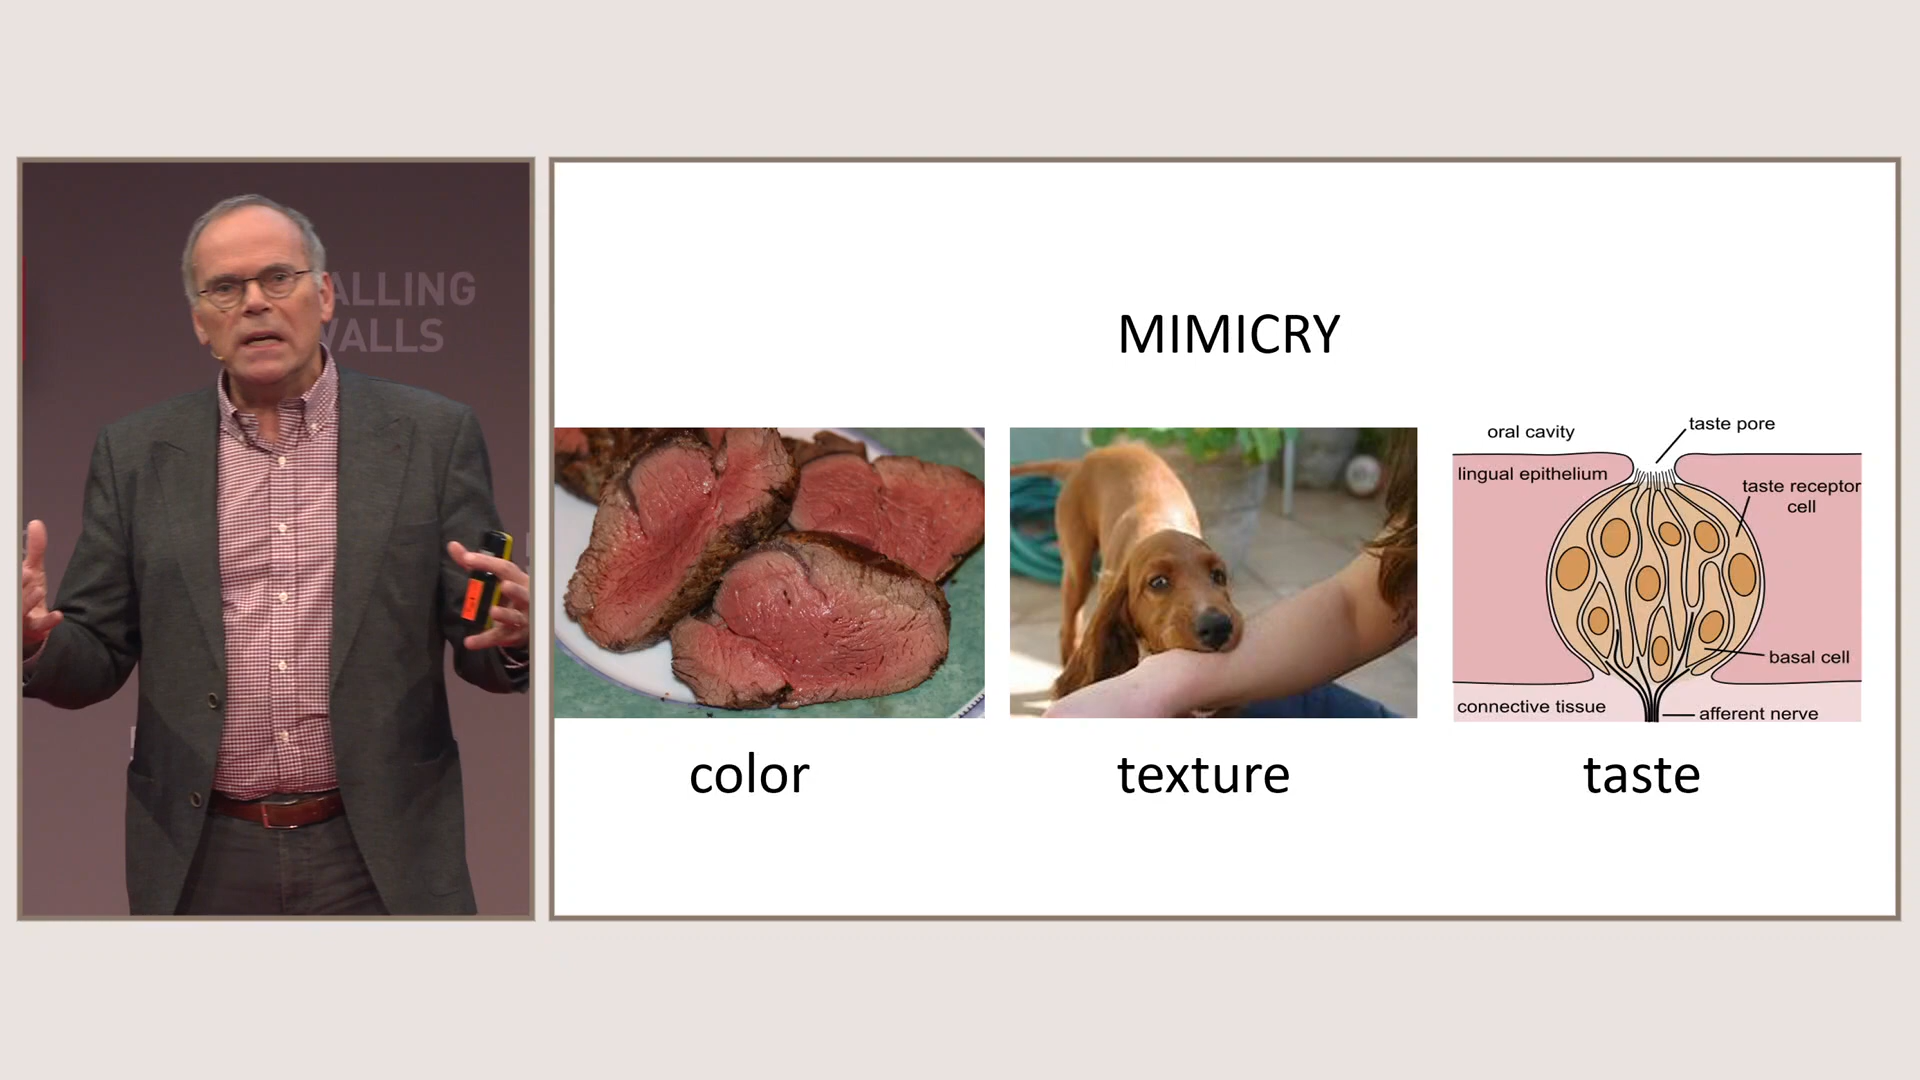 ALLING
WALLS
MIMICRY
oral cavity
taste pore
lingual epithelium
taste receptor
cell
basal cell
connective tissue
afferent nerve
color
texture
taste